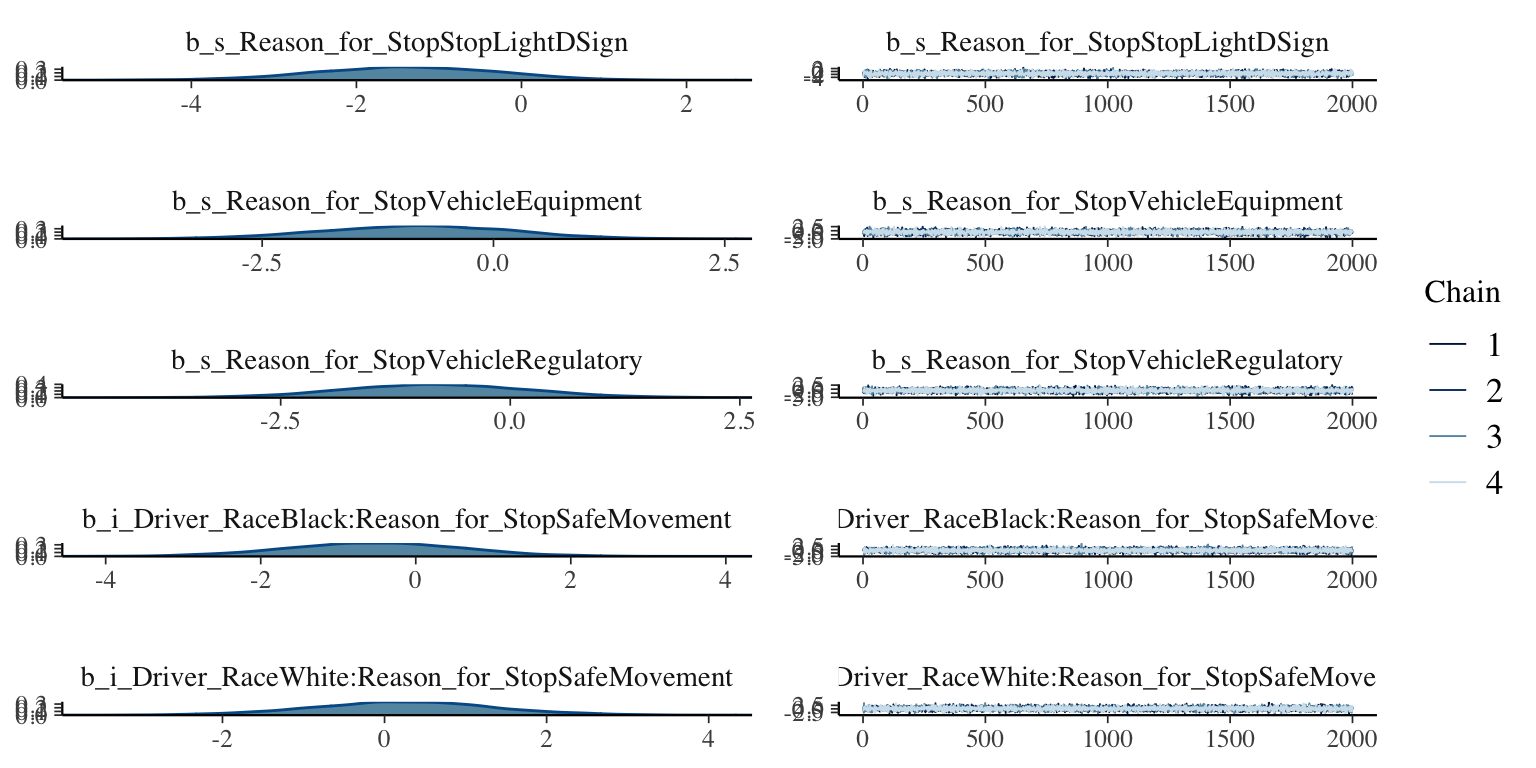 b_s_Reason_for_StopStopLightDSign
b_s_Reason_for_StopStopLightDSign
-4 -2 0 2
0 500 1000 1500 2000
b_s_Reason_for_StopVehicleEquipment
b_s_Reason_for_StopVehicleEquipment
-2.5 0.0 2.5
0 500 1000 1500 2000
b_s_Reason_for_StopVehicleRegulatory
b_s_Reason_for_StopVehicleRegulatory
-2.5 0.0 2.5
0 500 1000 1500 2000
b_i_Driver_RaceBlack:Reason_for_StopSafeMovement
Driver_RaceBlack:Reason_for_StopSafeMove
-4 -2 0 2 4
0 500 1000 1500 2000
b_i_Driver_RaceWhite:Reason_for_StopSafeMovement
Driver_RaceWhite:Reason_for_StopSafeMove
-2 0 2 4
0 500 1000 1500 2000
Chain
1
2
3
4